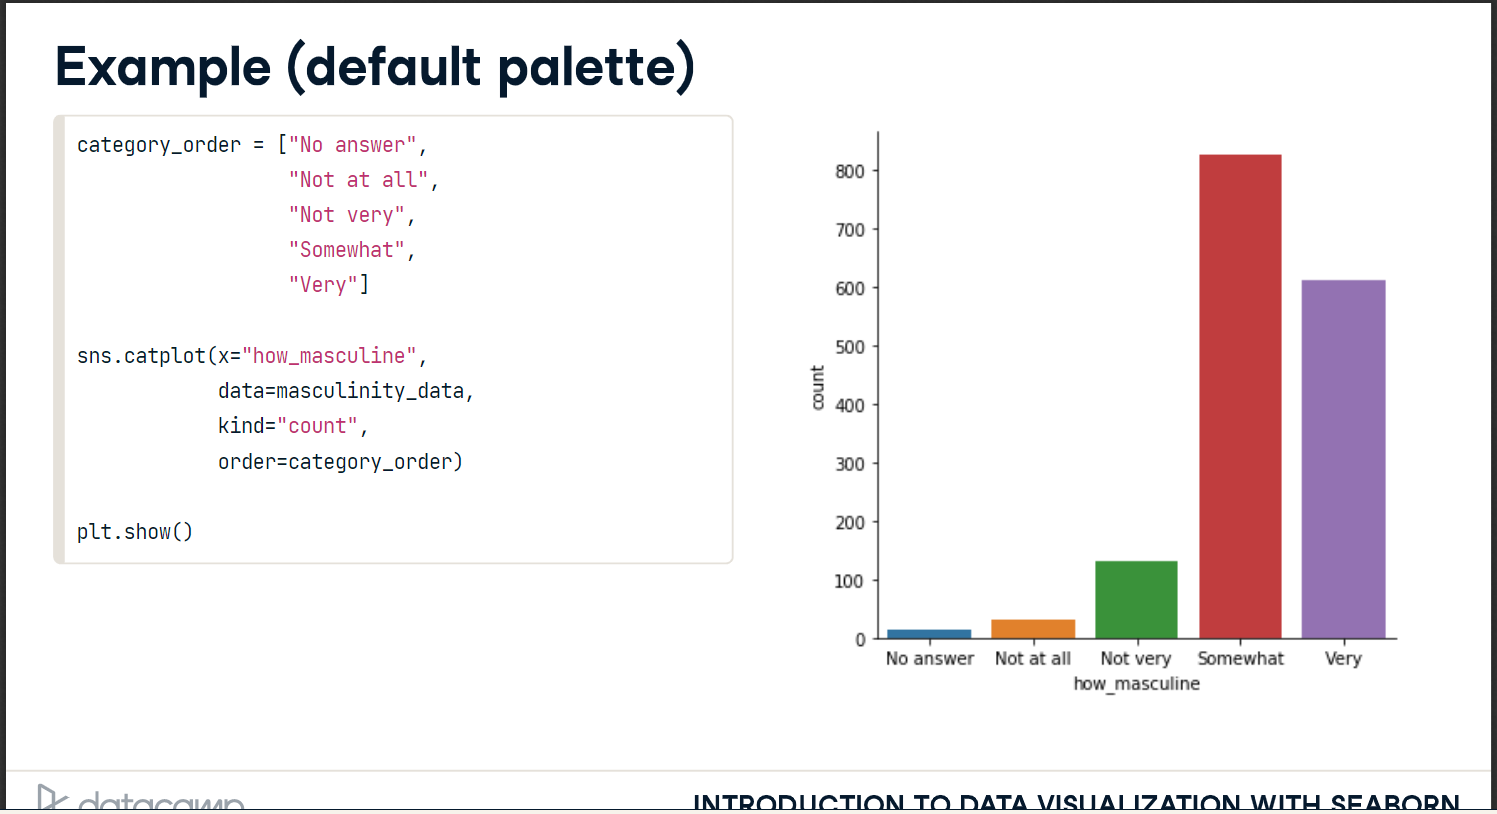 Example (default palette)
category_order = ["No answer",
"Not at all",
"Not very",
"Somewhat",
"Very"]
sns.catplot(x="how_masculine",
data=masculinity_data,
kind="count",
order=category_order)
plt.show()
800
700
600
500
400
300
200
100
0
count
No answer Not at all Not very Somewhat Very
how_masculine
datacamp
INTRODUCTION TO DATA VISUALIZATION WITH SEABORN